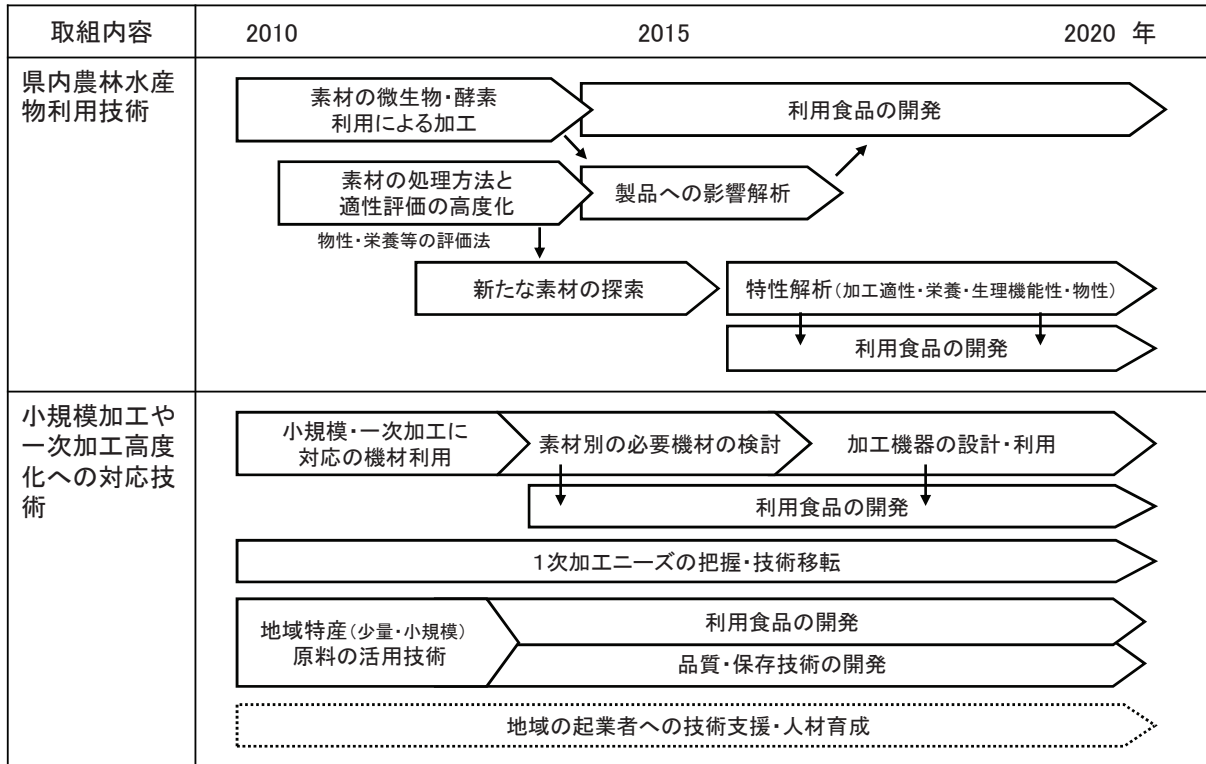 取組内容
2010
2015
2020 年
県内農林水産
物利用技術
素材の微生物・酵素
利用による加工
利用食品の開発
素材の処理方法と
適性評価の高度化
製品への影響解析
物性・栄養等の評価法
新たな素材の探索
特性解析(加工適性・栄養・生理機能性・物性)
利用食品の開発
小規模加工や
一次加工高度
化への対応技
術
小規模・一次加工に
対応の機材利用
素材別の必要機材の検討
加工機器の設計・利用
利用食品の開発
1次加工ニーズの把握・技術移転
地域特産(少量・小規模)
原料の活用技術
利用食品の開発
品質・保存技術の開発
地域の起業者への技術支援・人材育成